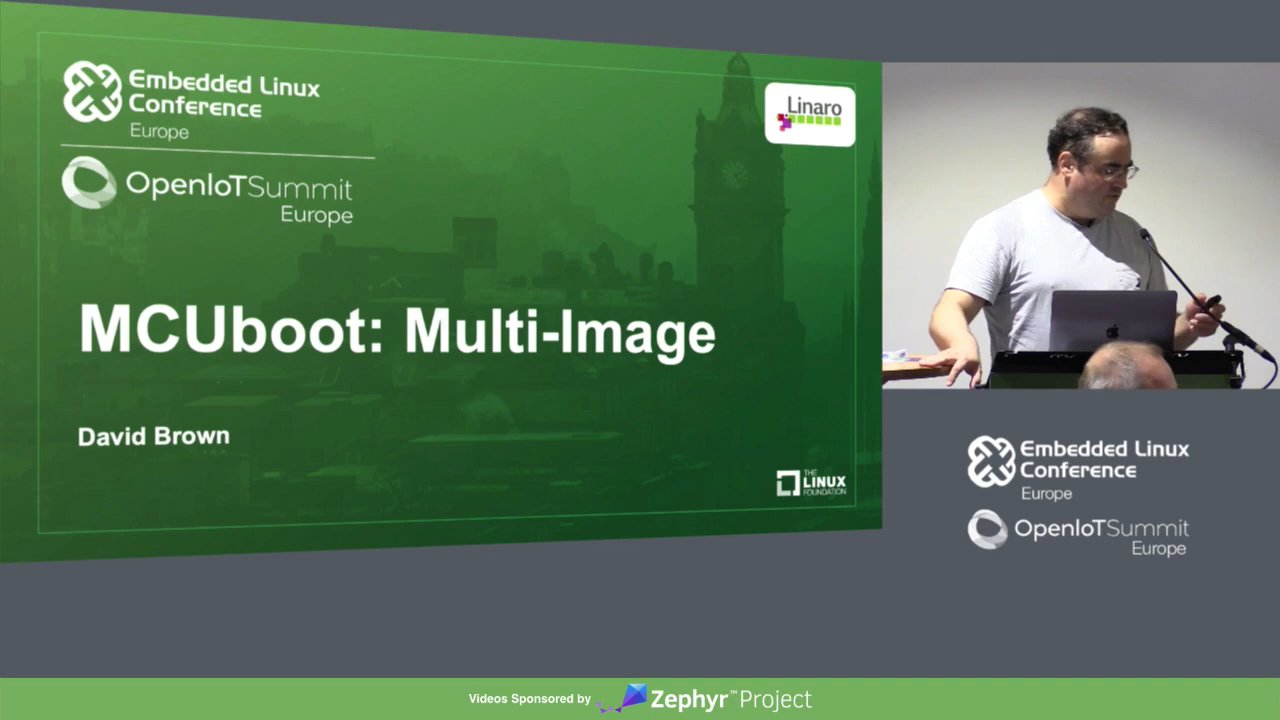 Embedded Linux
Conference
Europe
OpenIoTSummit
Europe
Linaro
MCUboot: Multi-Image
David Brown
THE
LINUX
FOUNDATION
Embedded Linux
Conference
Europe
OpenIoTSummit
Europe
Videos Sponsored by Zephyr™Project